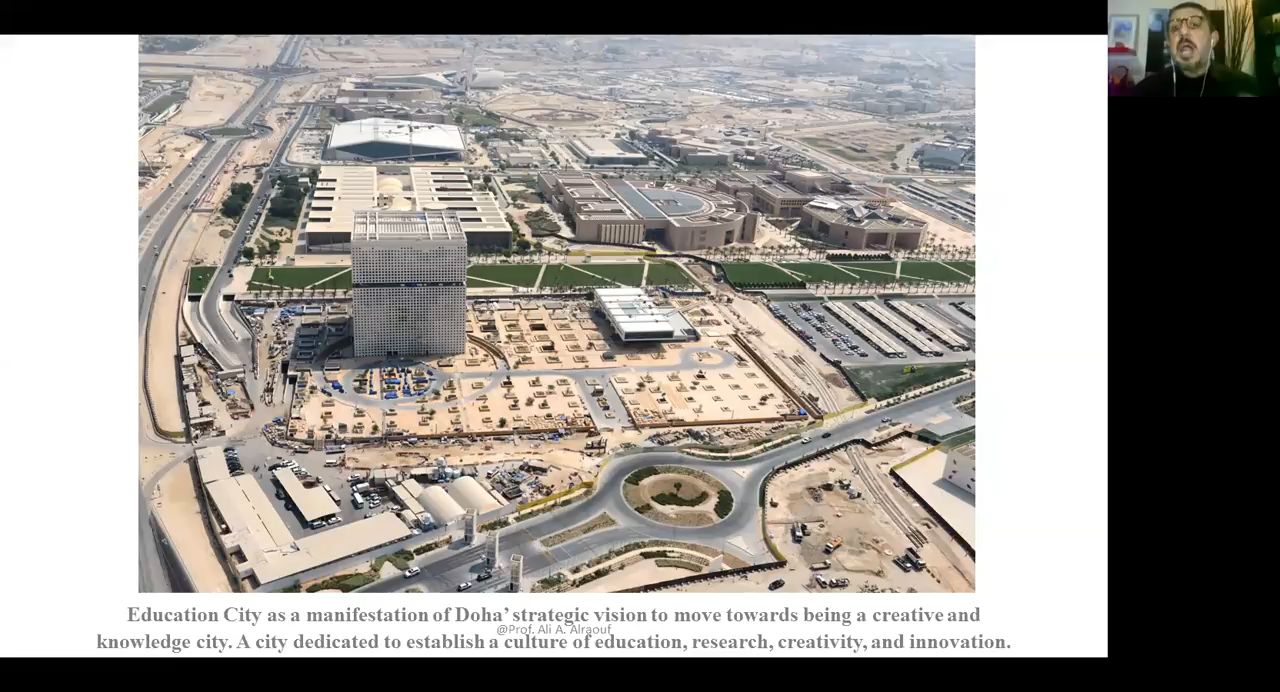 Education City as a manifestation of Doha’ strategic vision to move towards being a creative and
@Prof. Ali A. Alraouf
knowledge city. A city dedicated to establish a culture of education, research, creativity, and innovation.